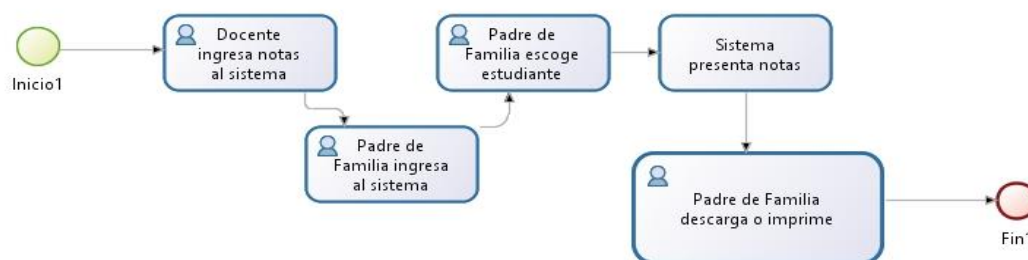 Inicio1
Docente
ingresa notas
al sistema
Padre de
Familia ingresa
al sistema
Padre de
Familia escoge
estudiante
Sistema
presenta notas
Padre de Familia
descarga o imprime
Fin1